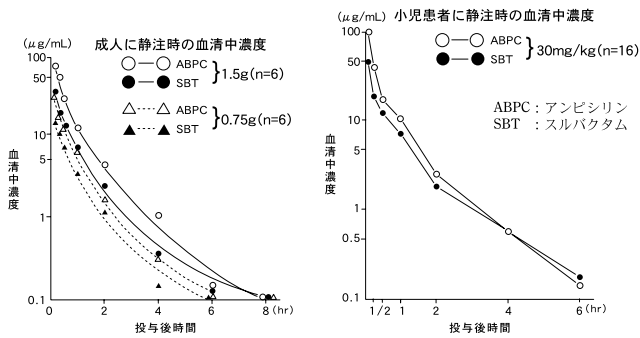 成人に静注時の血清中濃度
(μg/mL)
100
50
10
5
1
0.1
血清中濃度
ABPC
SBT
1.5g(n=6)
ABPC
SBT
0.75g(n=6)
0 2 4 6 8 (hr)
投与後時間
小児患者に静注時の血清中濃度
(μg/mL)
100
50
10
5
1
0.5
0.1
血清中濃度
ABPC
SBT
30mg/kg(n=16)
ABPC:アンピシリン
SBT:スルバクタム
1/2 1 2 4 6 (hr)
投与後時間